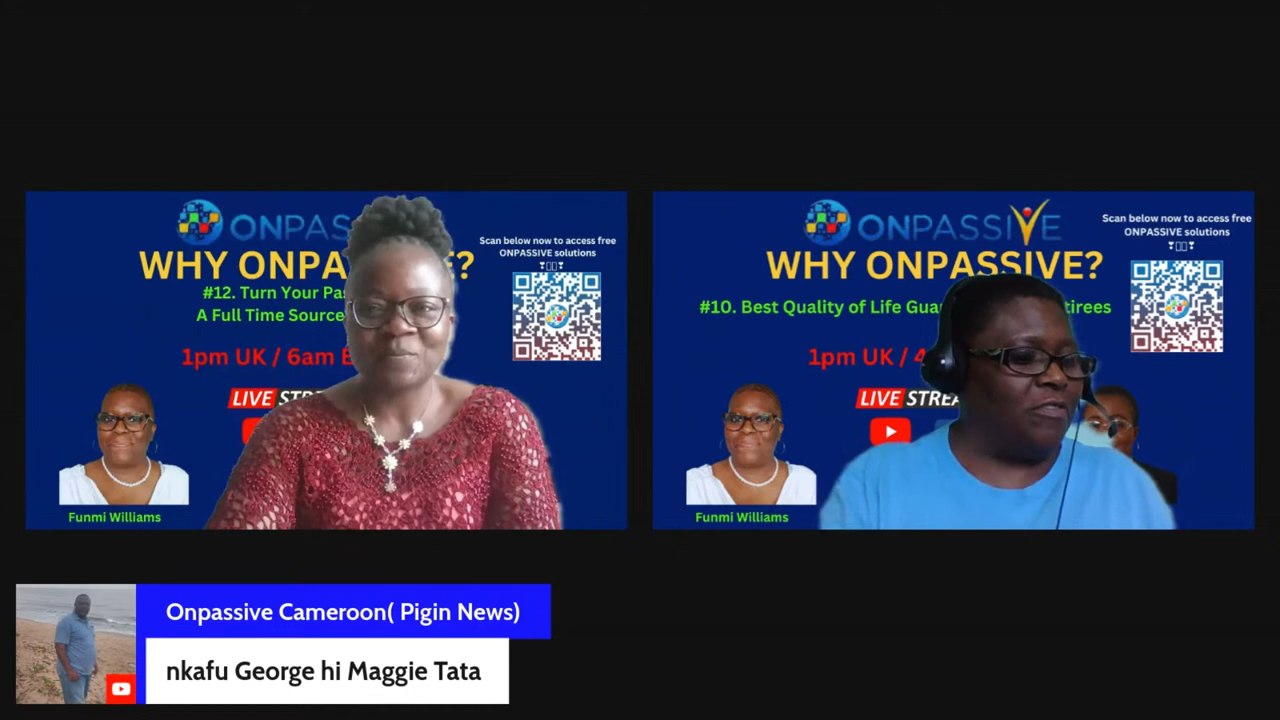 ONPAS
WHY ONPA E?
#12. Turn Your Pas
A Full Time Source
1pm UK / 6am E
LIVE STR
Funmi Williams
Scan below now to access free
ONPASSIVE solutions
ONPASSIVE
WHY ONPASSIVE?
#10. Best Quality of Life Gua tirees
1pm UK / 4
LIVE STREA
Funmi Williams
Scan below now to access free
ONPASSIVE solutions
Onpassive Cameroon( Pigin News)
nkafu George hi Maggie Tata